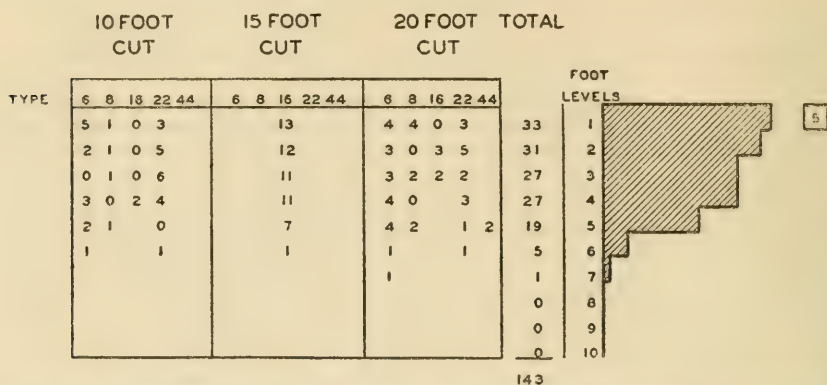 10 FOOT 15 FOOT 20 FOOT TOTAL
CUT CUT CUT
FOOT
TYPE 6 8 18 22 44 6 8 16 22 44 6 8 16 22 44 LEVELS
5 1 0 3 13 4 4 0 3 33 1 5
2 1 0 5 12 3 0 3 5 31 2
0 1 0 6 11 3 2 2 2 27 3
3 0 2 4 11 4 0 3 27 4
2 1 0 7 4 2 1 2 19 5
1 1 1 1 1 5 6
1 1 7
0 8
0 9
0 10
143